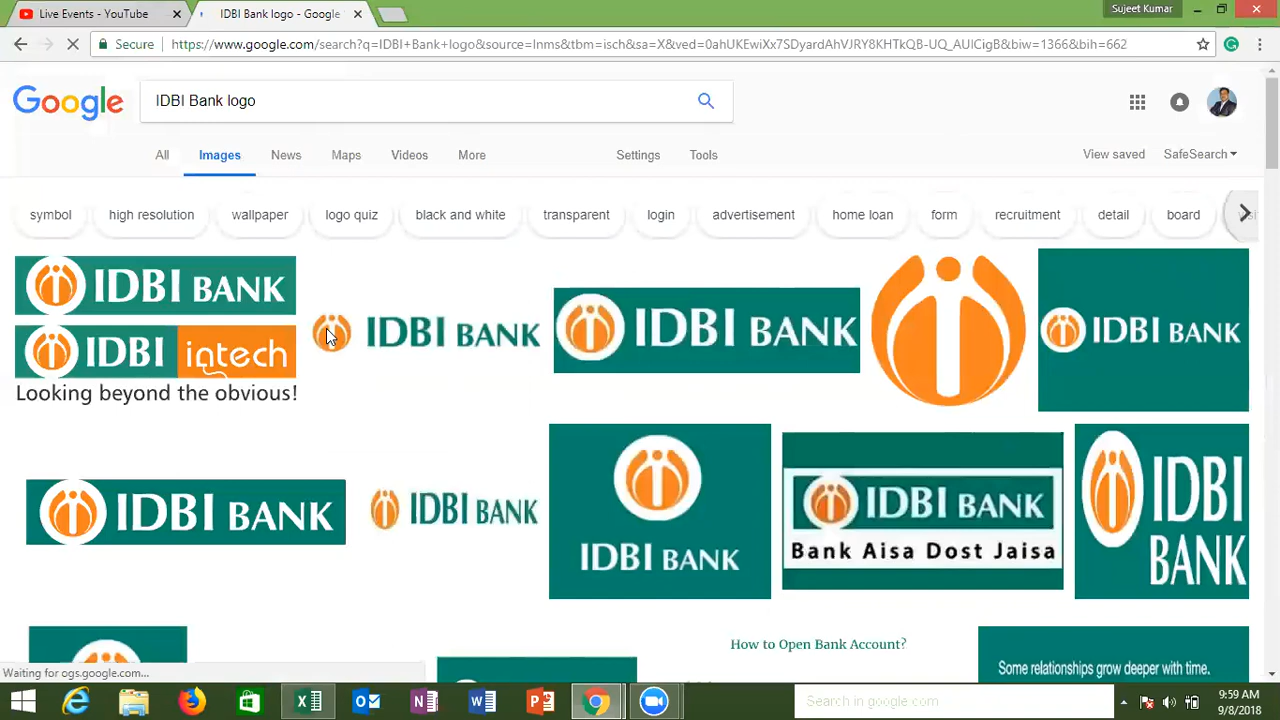 Live Events - YouTube
IDBI Bank logo - Google
Sujeet Kumar
Secure
https://www.google.com/search?q=IDBI+Bank+logo&source=lnms&tbm=isch&sa=X&ved=0ahUKEwiXx7SDyardAhVJRY8KHTkQB-UQ_AUICigB&biw=1366&bih=662
Google
IDBI Bank logo
All
Images
News
Maps
Videos
More
Settings
Tools
View saved
SafeSearch
symbol
high resolution
wallpaper
logo quiz
black and white
transparent
login
advertisement
home loan
form
recruitment
detail
board
IDBI BANK
IDBI intech
Looking beyond the obvious!
IDBI BANK
IDBI BANK
IDBI BANK
IDBI BANK
IDBI BANK
IDBI BANK
IDBI BANK
Bank Aisa Dost Jaisa
IDBI
BANK
How to Open Bank Account?
Some relationships grow deeper with time.
Waiting for ogs.google.com...
Search in google.com
9:59 AM
9/8/2018